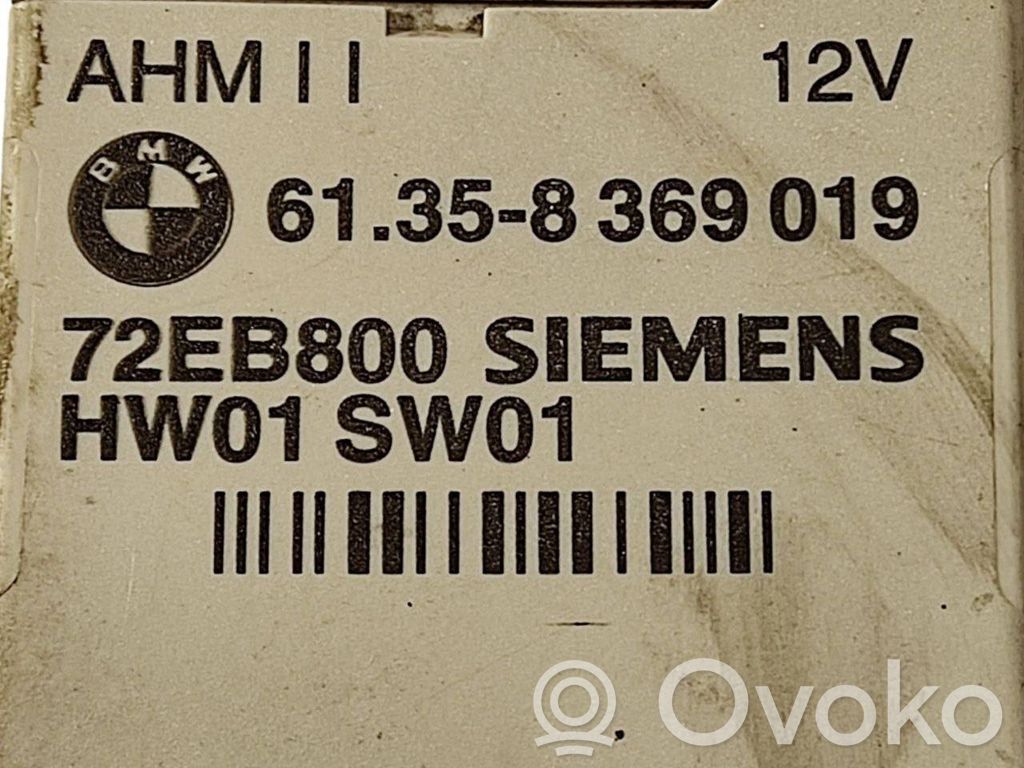 AHM I I 12V
BMW 61.35-8 369 019
72EB800 SIEMENS
HW01 SW01
Ovoko